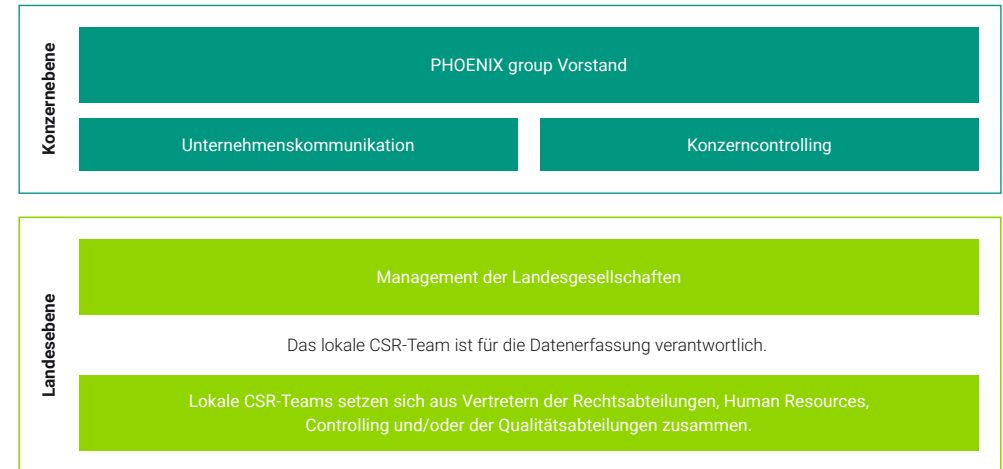 Konzernebene
PHOENIX group Vorstand
Unternehmenskommunikation
Konzerncontrolling
Landesebene
Management der Landesgesellschaften
Das lokale CSR-Team ist für die Datenerfassung verantwortlich.
Lokale CSR-Teams setzen sich aus Vertretern der Rechtsabteilungen, Human Resources,
Controlling und/oder der Qualitätsabteilungen zusammen.